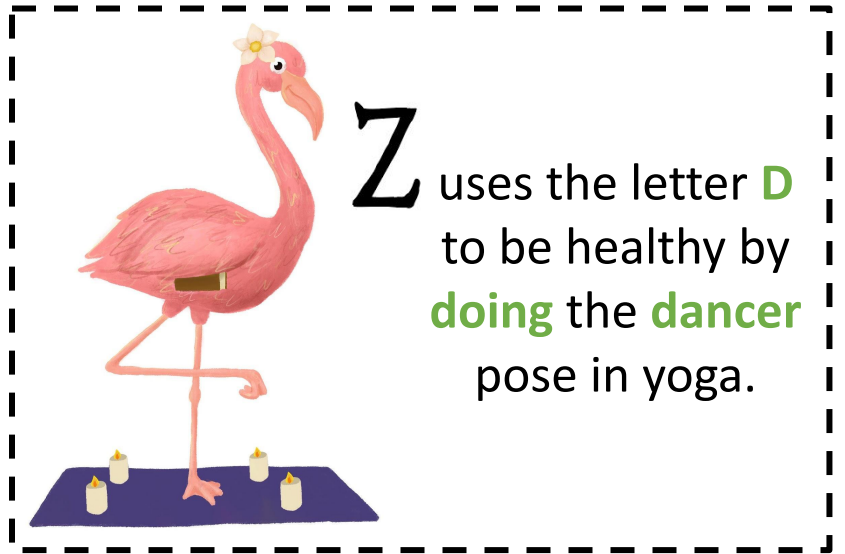 Z uses the letter D
to be healthy by
doing the dancer
pose in yoga.